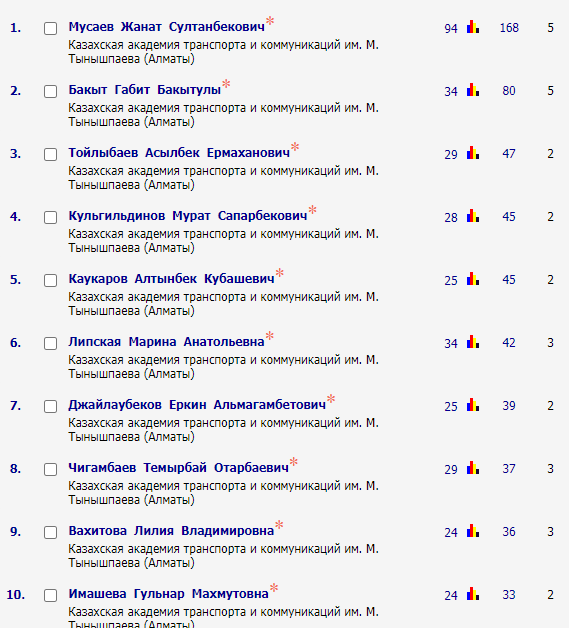 1. Мусаев Жанат Султанбекович* 94 168 5
Казахская академия транспорта и коммуникаций им. М.
Тынышпаева (Алматы)
2. Бакыт Габит Бакытулы* 34 80 5
Казахская академия транспорта и коммуникаций им. М.
Тынышпаева (Алматы)
3. Тойлыбаев Асылбек Ермаханович* 29 47 2
Казахская академия транспорта и коммуникаций им. М.
Тынышпаева (Алматы)
4. Кульгильдинов Мурат Сапарбекович* 28 45 2
Казахская академия транспорта и коммуникаций им. М.
Тынышпаева (Алматы)
5. Каукаров Алтынбек Кубашевич* 25 45 2
Казахская академия транспорта и коммуникаций им. М.
Тынышпаева (Алматы)
6. Липская Марина Анатольевна* 34 42 3
Казахская академия транспорта и коммуникаций им. М.
Тынышпаева (Алматы)
7. Джайлаубеков Еркин Альмагамбетович* 25 39 2
Казахская академия транспорта и коммуникаций им. М.
Тынышпаева (Алматы)
8. Чигамбаев Темырбай Отарбаевич* 29 37 3
Казахская академия транспорта и коммуникаций им. М.
Тынышпаева (Алматы)
9. Вахитова Лилия Владимировна* 24 36 3
Казахская академия транспорта и коммуникаций им. М.
Тынышпаева (Алматы)
10. Имашева Гульнар Махмутовна* 24 33 2
Казахская академия транспорта и коммуникаций им. М.
Тынышпаева (Алматы)